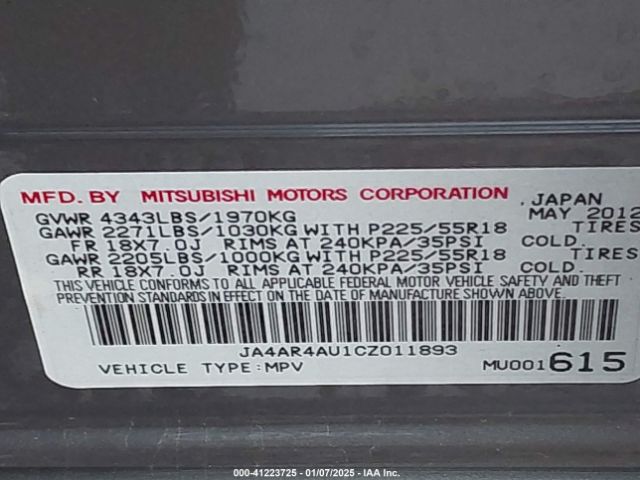 MFD. BY MITSUBISHI MOTORS CORPORATION, JAPAN
GVWR 4343LBS/1970KG MAY 2012
GAWR 2271LBS/1030KG WITH P225/55R18 TIRES
FR 18X7.0J RIMS AT 240KPA/35PSI COLD.
GAWR 2205LBS/1000KG WITH P225/55R18 TIRES
RR 18X7.0J RIMS AT 240KPA/35PSI COLD.
THIS VEHICLE CONFORMS TO ALL APPLICABLE FEDERAL MOTOR VEHICLE SAFETY AND THEFT
PREVENTION STANDARDS IN EFFECT ON THE DATE OF MANUFACTURE SHOWN ABOVE.
JA4AR4AU1CZ011893
VEHICLE TYPE:MPV MU001615
000-41223725 - 01/07/2025 - IAA Inc.